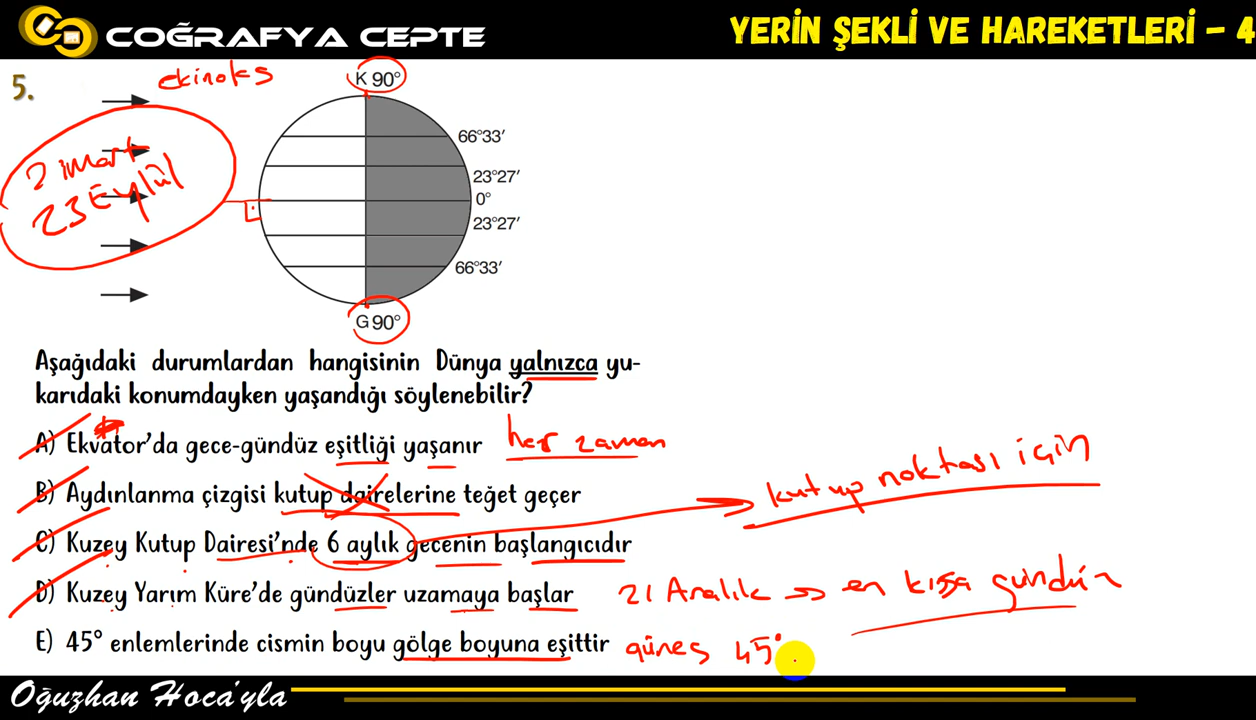 COĞRAFYA CEPTE
YERİN ŞEKLİ VE HAREKETLERİ – 4
5.
ekinoks
K 90°
66°33′
23°27′
0°
23°27′
66°33′
G 90°
21 mart
23 Eylül
Aşağıdaki durumlardan hangisinin Dünya yalnızca yu-
karıdaki konumdayken yaşandığı söylenebilir?
A) Ekvator’da gece-gündüz eşitliği yaşanır
her zaman
B) Aydınlanma çizgisi kutup dairelerine teğet geçer
kutup noktası için
C) Kuzey Kutup Dairesi’nde 6 aylık gecenin başlangıcıdır
D) Kuzey Yarım Küre’de gündüzler uzamaya başlar
21 Aralık => en kısa gündüz
E) 45° enlemlerinde cismin boyu gölge boyuna eşittir
güneş 45°
Oğuzhan Hoca’yla